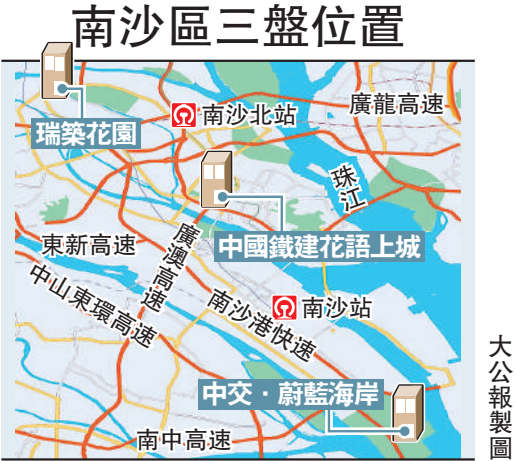 南沙區三盤位置
廣龍高速
南沙北站
瑞築花園
珠江
中國鐵建花語上城
東新高速
廣澳高速
中山東環高速
南沙港快速
南沙站
中交·蔚藍海岸
南中高速
大公報製圖